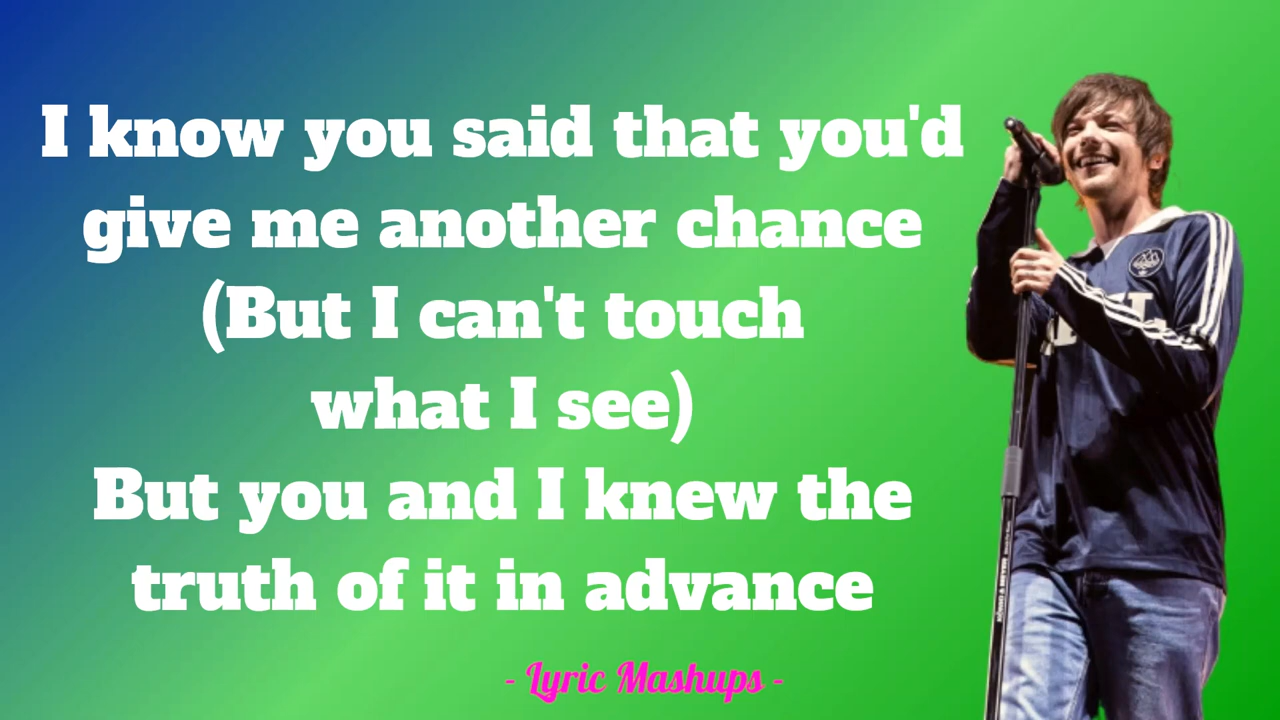 I know you said that you'd
give me another chance
(But I can't touch
what I see)
But you and I knew the
truth of it in advance
- Lyric Mashups -